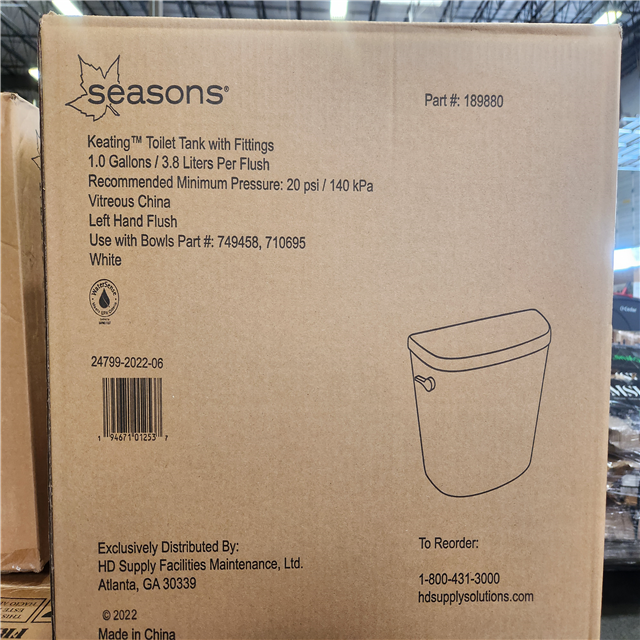 seasons®
Part #: 189880
Keating™ Toilet Tank with Fittings
1.0 Gallons / 3.8 Liters Per Flush
Recommended Minimum Pressure: 20 psi / 140 kPa
Vitreous China
Left Hand Flush
Use with Bowls Part #: 749458, 710695
White
WaterSense
24799-2022-06
1 94671 01253 7
Exclusively Distributed By:
HD Supply Facilities Maintenance, Ltd.
Atlanta, GA 30339
To Reorder:
1-800-431-3000
hdsupplysolutions.com
© 2022
Made in China